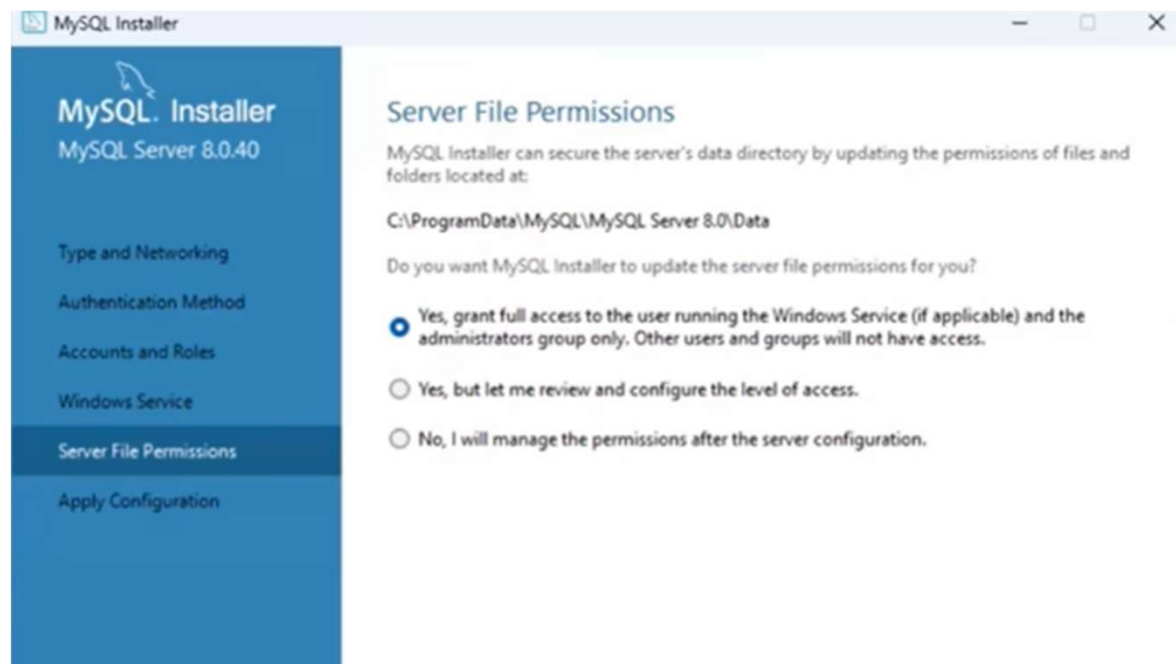 MySQL Installer
MySQL. Installer
MySQL Server 8.0.40
Type and Networking
Authentication Method
Accounts and Roles
Windows Service
Server File Permissions
Apply Configuration
Server File Permissions
MySQL Installer can secure the server's data directory by updating the permissions of files and
folders located at:
C:\ProgramData\MySQL\MySQL Server 8.0\Data
Do you want MySQL Installer to update the server file permissions for you?
Yes, grant full access to the user running the Windows Service (if applicable) and the
administrators group only. Other users and groups will not have access.
Yes, but let me review and configure the level of access.
No, I will manage the permissions after the server configuration.